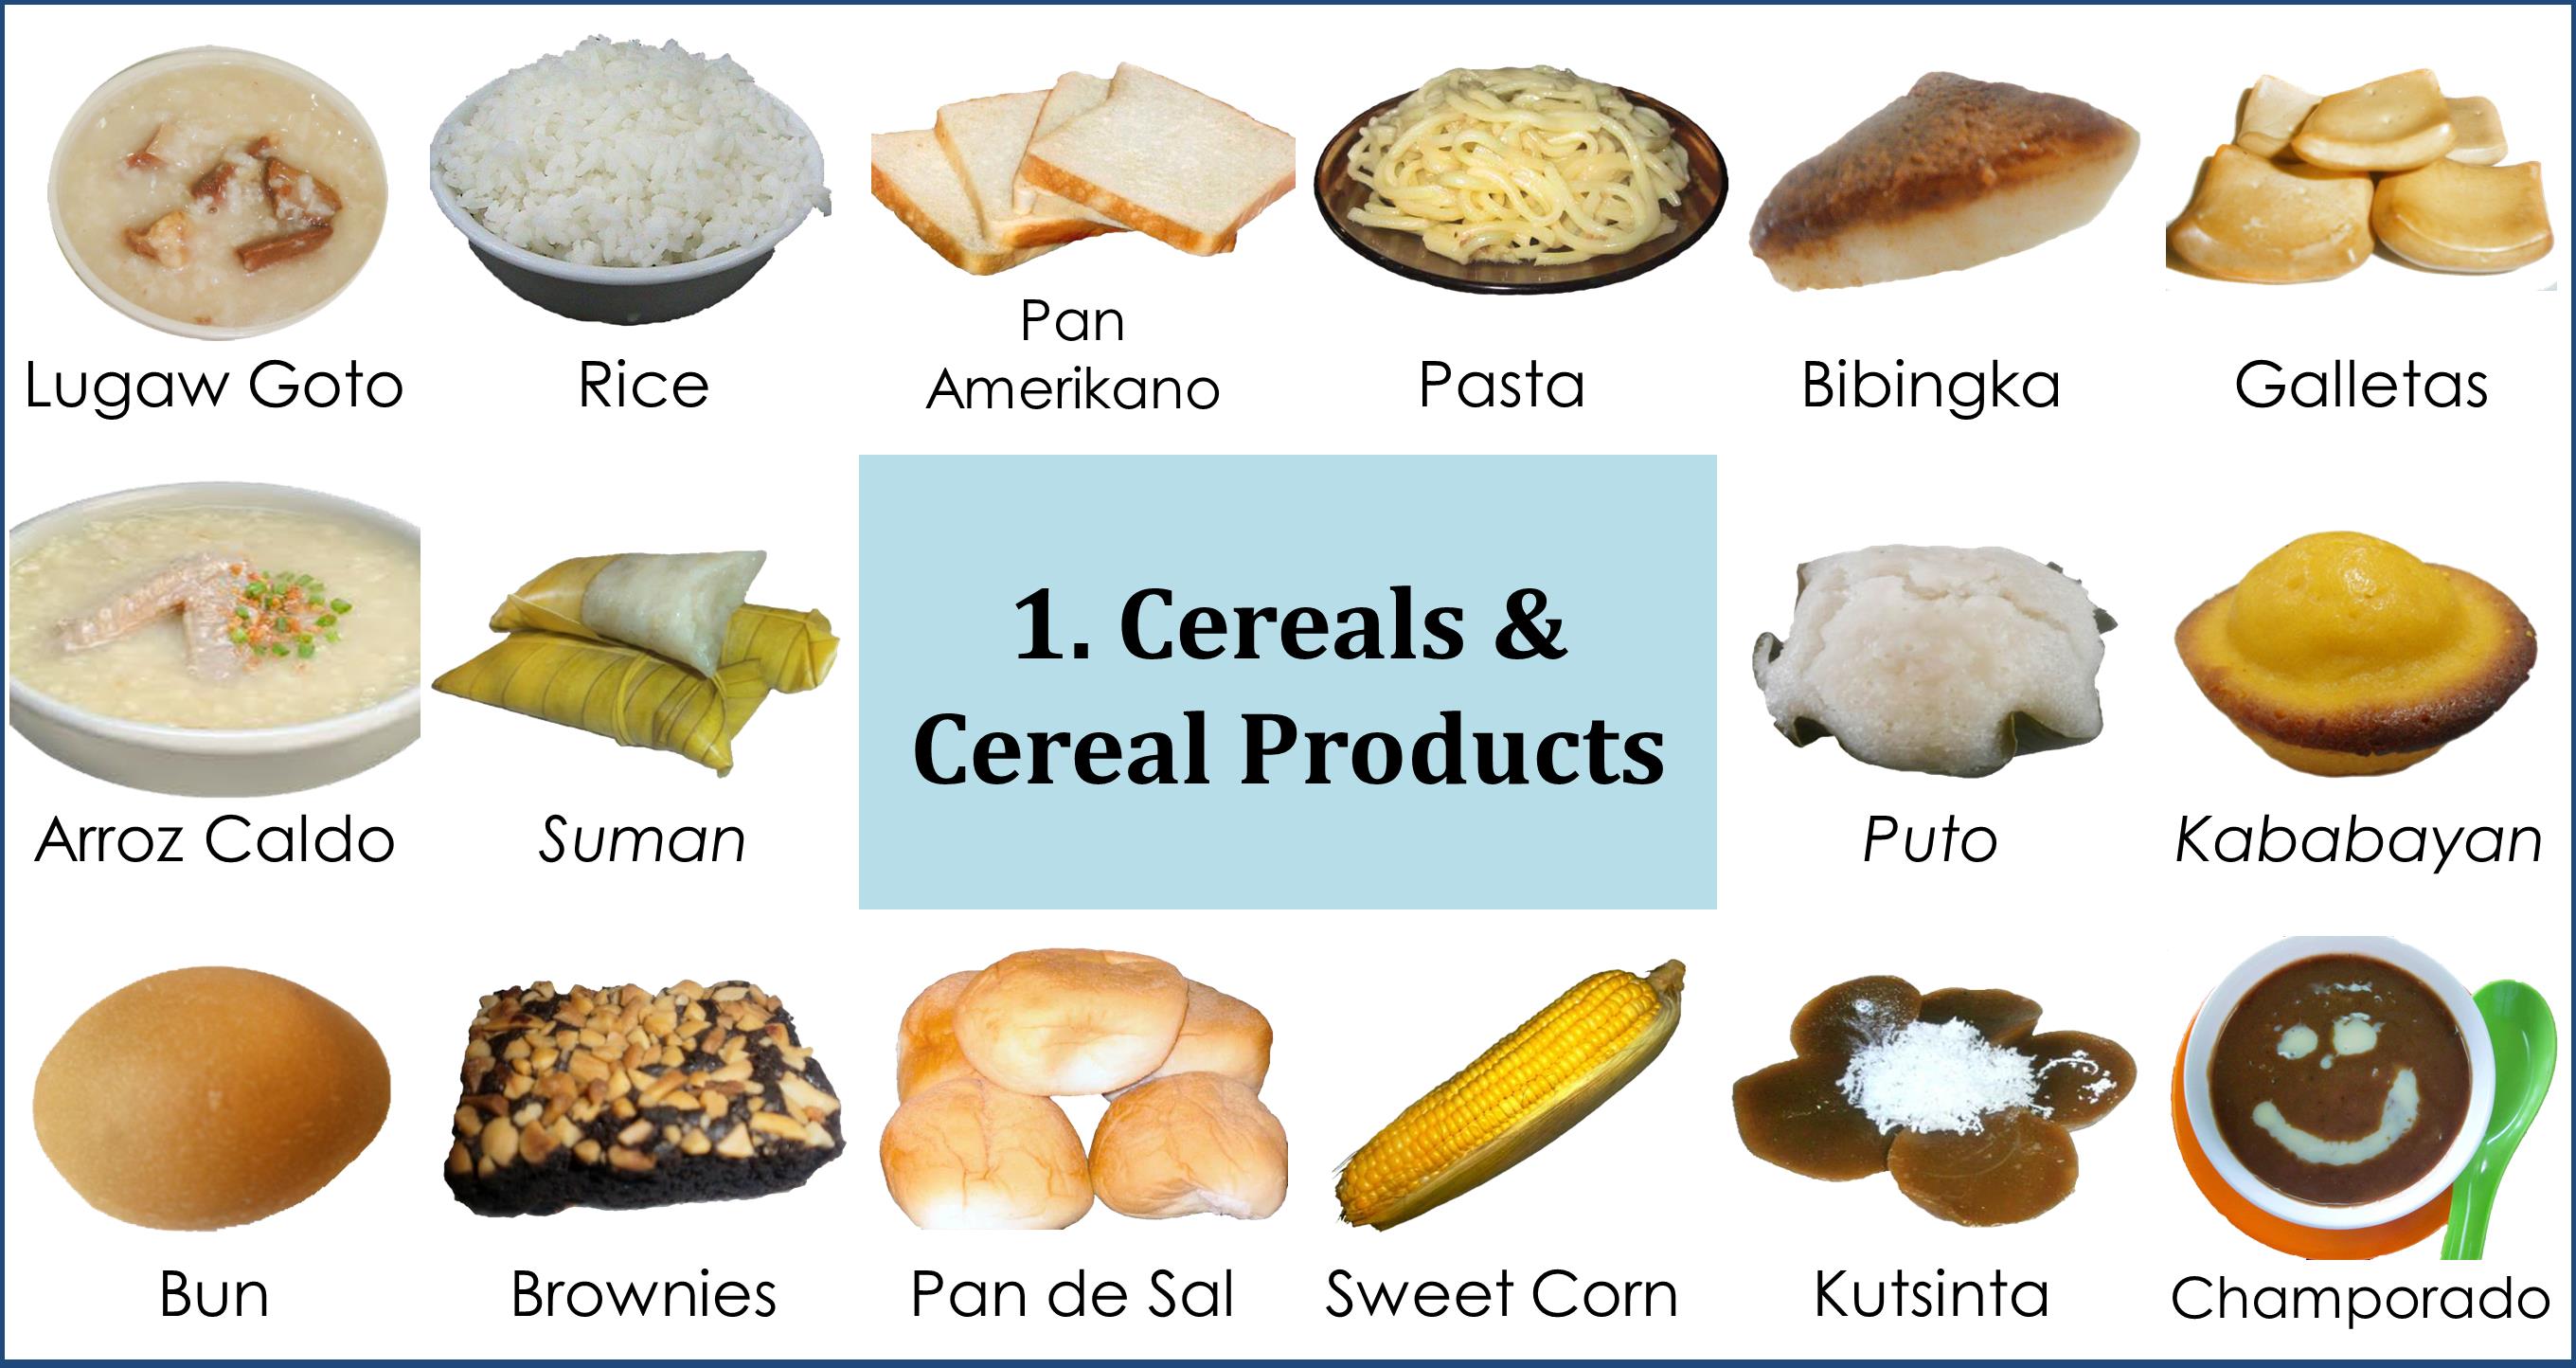 Lugaw Goto
Rice
Pan
Amerikano
Pasta
Bibingka
Galletas
Arroz Caldo
Suman
1. Cereals &
Cereal Products
Puto
Kababayan
Bun
Brownies
Pan de Sal
Sweet Corn
Kutsinta
Champorado